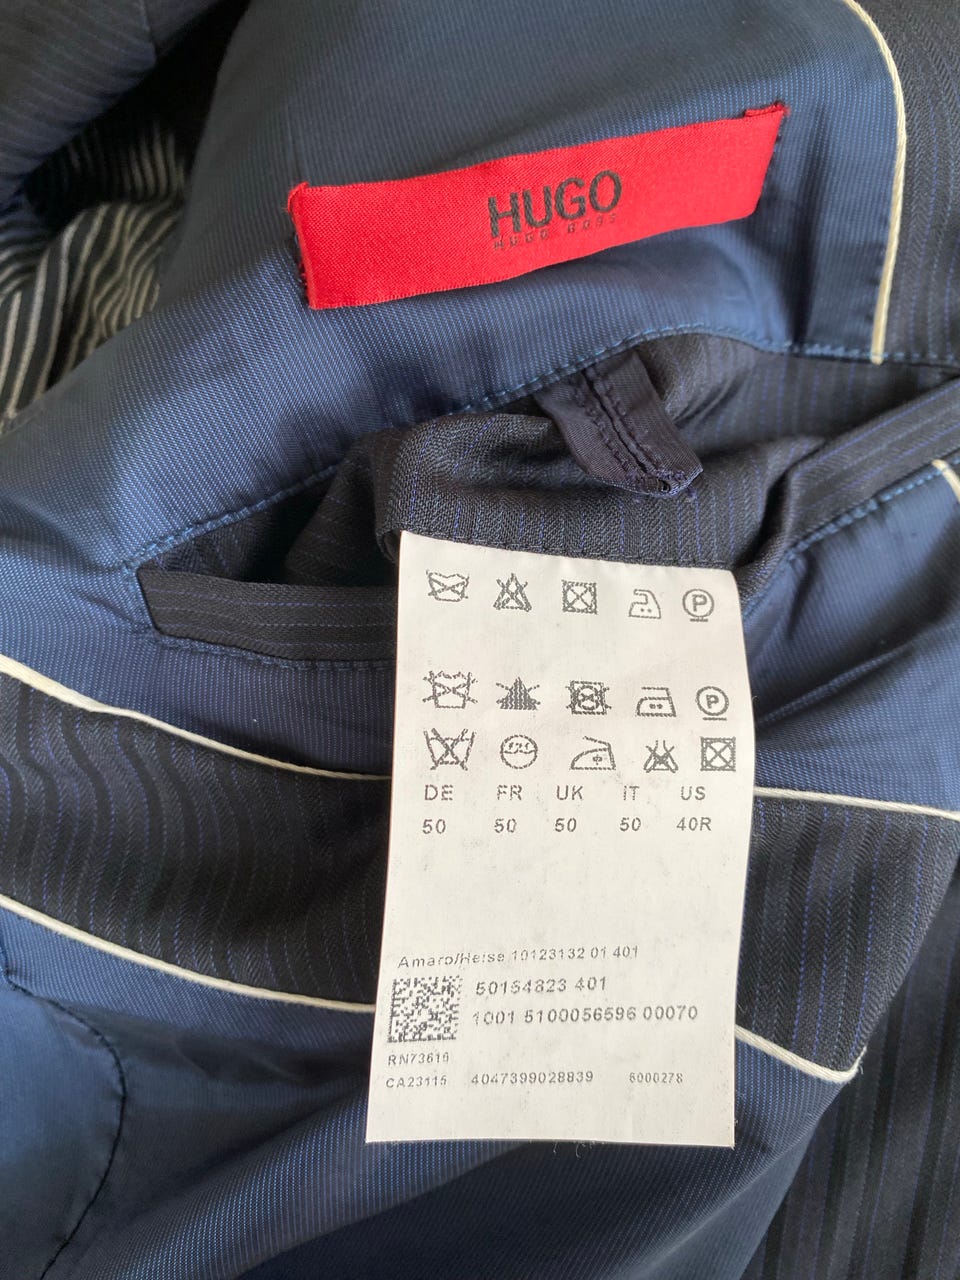 HUGO
HUGO BOSS
P
P
DE FR UK IT US
50 50 50 50 40R
Amaro/Heise 10123132 01 401
50154823 401
1001 5100056596 00070
RN73619
CA23115 4047399028839 6000278